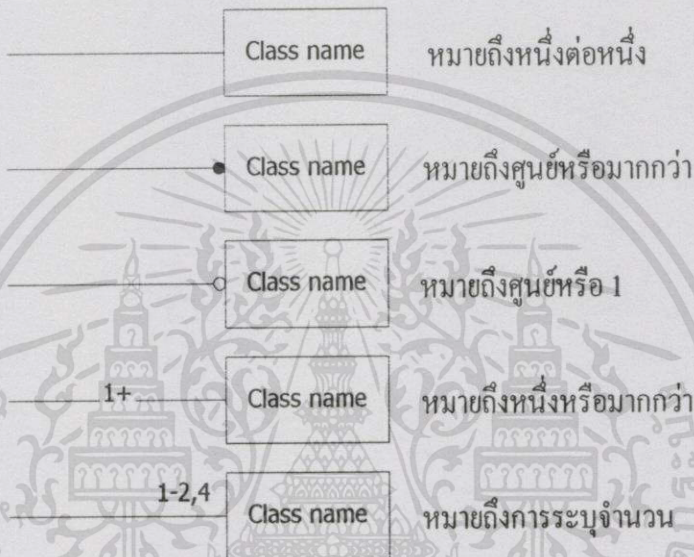 Class name หมายถึงหนึ่งต่อหนึ่ง
Class name หมายถึงศูนย์หรือมากกว่า
Class name หมายถึงศูนย์หรือ 1
1+ Class name หมายถึงหนึ่งหรือมากกว่า
1-2,4 Class name หมายถึงการระบุจำนวน